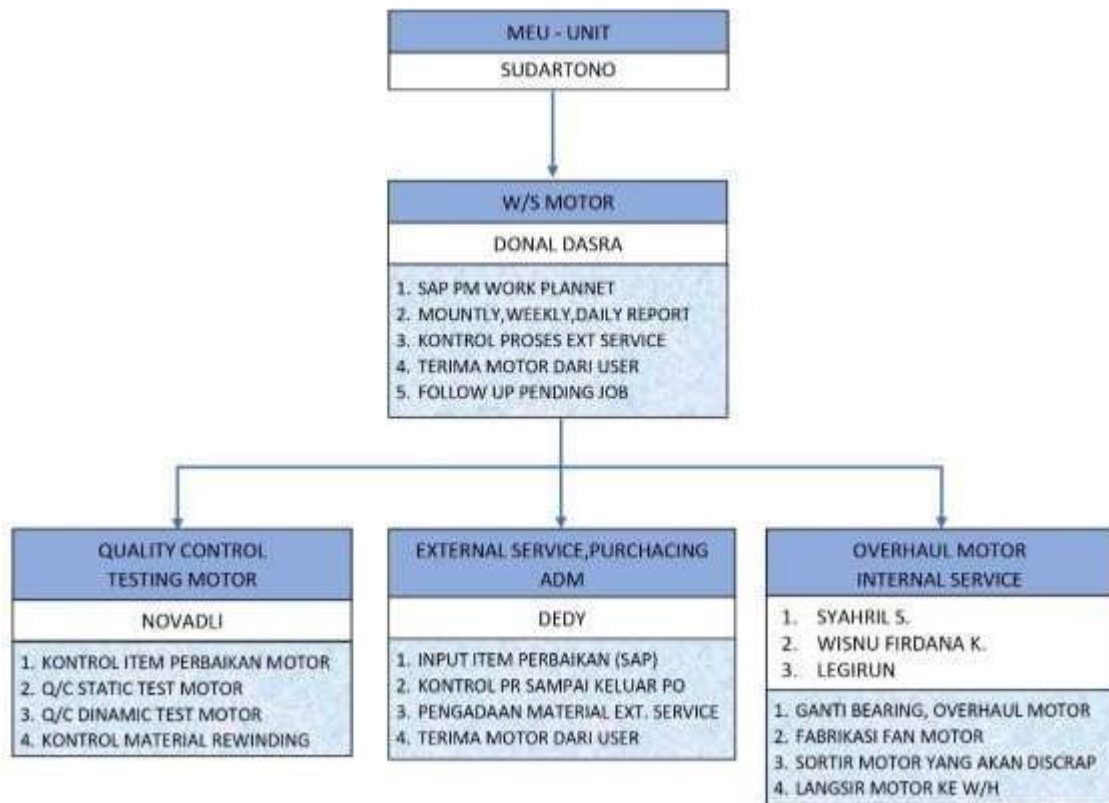 MEU - UNIT
SUDARTONO
W/S MOTOR
DONAL DASRA
1. SAP PM WORK PLANNET
2. MOUNTLY,WEEKLY,DAILY REPORT
3. KONTROL PROSES EXT SERVICE
4. TERIMA MOTOR DARI USER
5. FOLLOW UP PENDING JOB
QUALITY CONTROL
TESTING MOTOR
NOVADLI
1. KONTROL ITEM PERBAIKAN MOTOR
2. Q/C STATIC TEST MOTOR
3. Q/C DINAMIC TEST MOTOR
4. KONTROL MATERIAL REWINDING
EXTERNAL SERVICE,PURCHACING
ADM
DEDY
1. INPUT ITEM PERBAIKAN (SAP)
2. KONTROL PR SAMPAI KELUAR PO
3. PENGADAAN MATERIAL EXT. SERVICE
4. TERIMA MOTOR DARI USER
OVERHAUL MOTOR
INTERNAL SERVICE
1. SYAHRIL S.
2. WISNU FIRDANA K.
3. LEGIRUN
1. GANTI BEARING, OVERHAUL MOTOR
2. FABRIKASI FAN MOTOR
3. SORTIR MOTOR YANG AKAN DISCRAP
4. LANGSIR MOTOR KE W/H